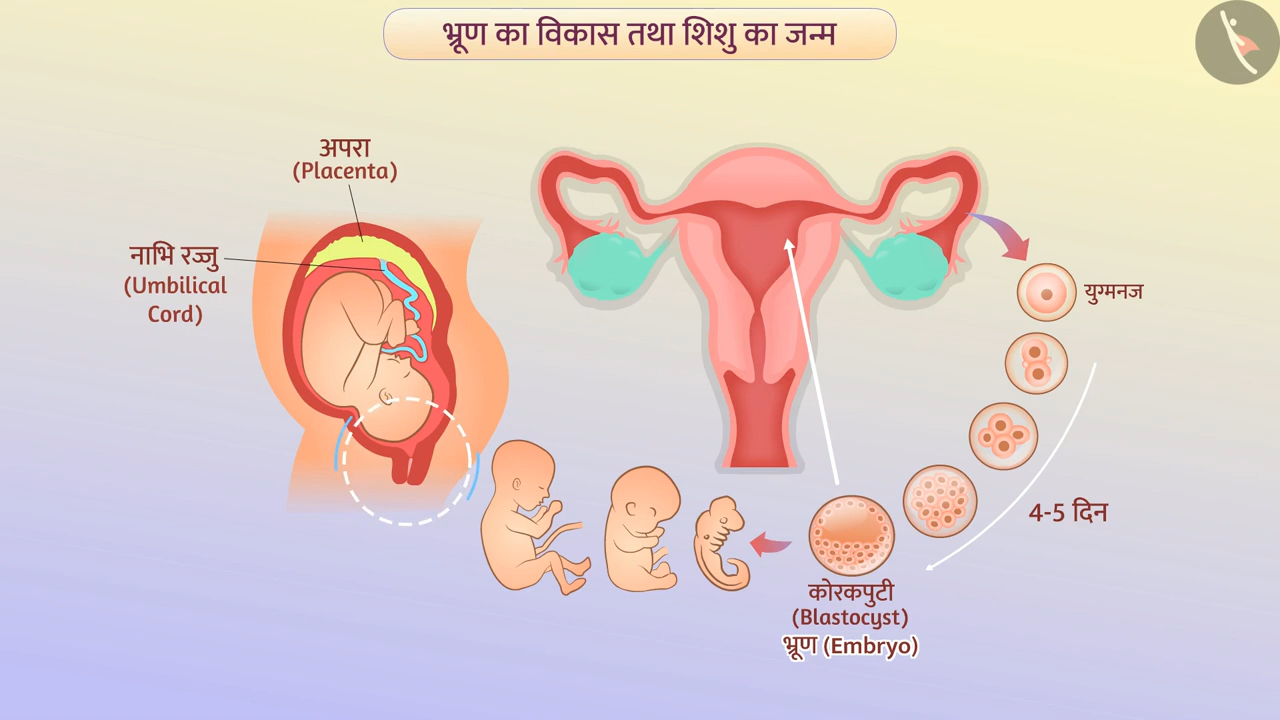 भ्रूण का विकास तथा शिशु का जन्म
अपरा
(Placenta)
नाभि रज्जु
(Umbilical
Cord)
युग्मनज
4-5 दिन
कोरकपुटी
(Blastocyst)
भ्रूण (Embryo)